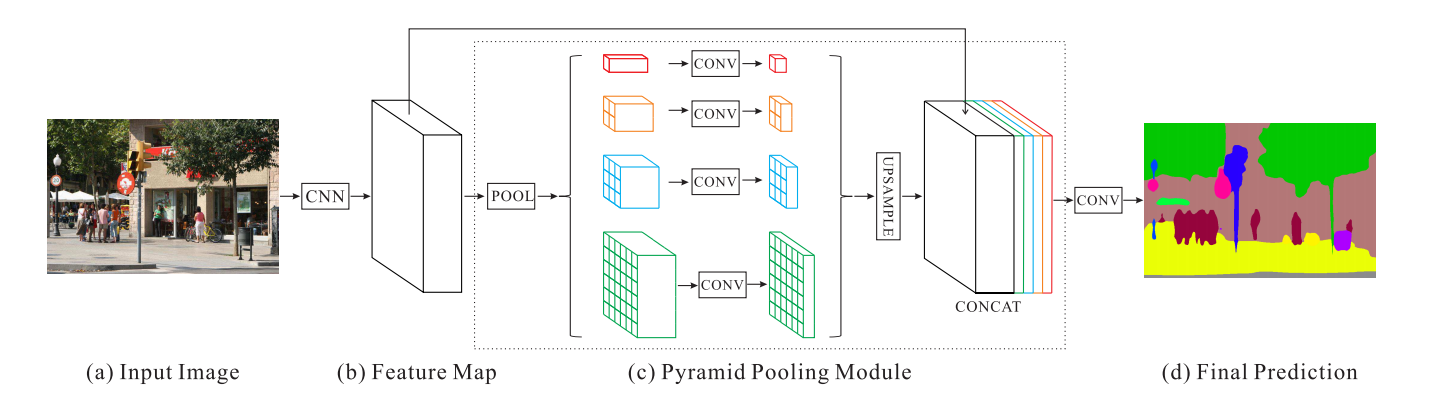 CNN
POOL
CONV
CONV
CONV
CONV
UPSAMPLE
CONCAT
CONV
(a) Input Image
(b) Feature Map
(c) Pyramid Pooling Module
(d) Final Prediction